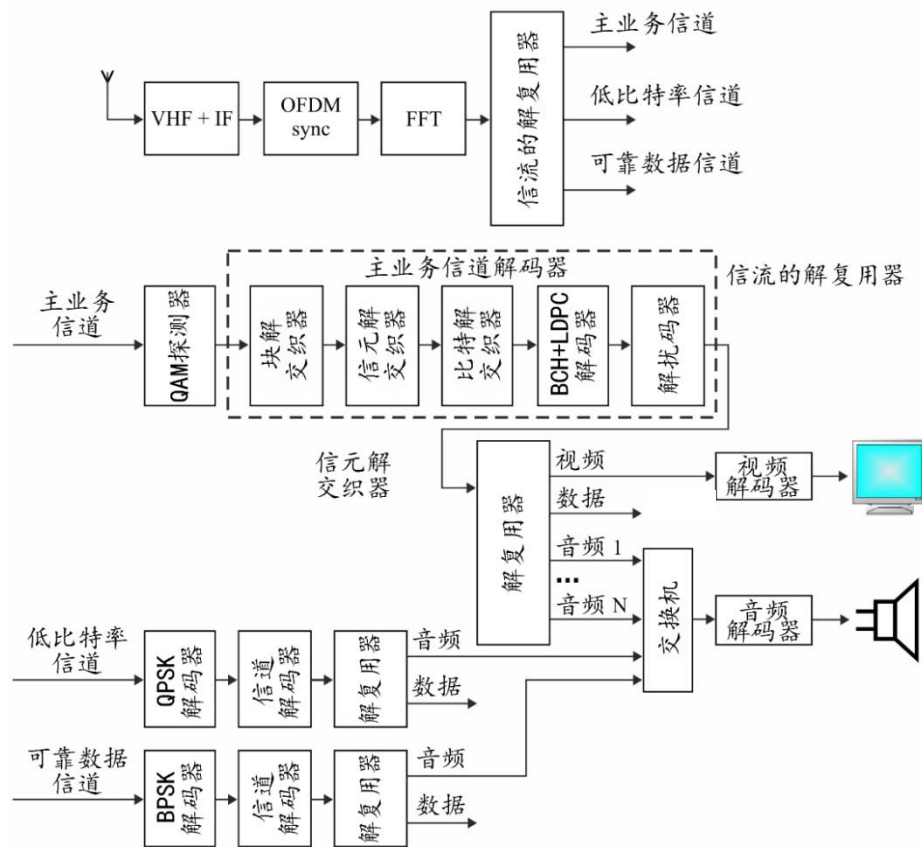 主业务信道
VHF + IF
OFDM
sync
FFT
信流的解复用器
低比特率信道
可靠数据信道
主业务信道解码器
信流的解复用器
主业务
信道
QAM探测器
块解
交织器
信元解
交织器
比特解
交织器
BCH+LDPC
解码器
解扰码器
信元解
交织器
解复用器
视频
视频
解码器
数据
音频 1
...
音频 N
交换机
音频
解码器
低比特率
信道
QPSK
解码器
信道
解码器
解复用器
音频
数据
可靠数据
信道
BPSK
解码器
信道
解码器
解复用器
音频
数据